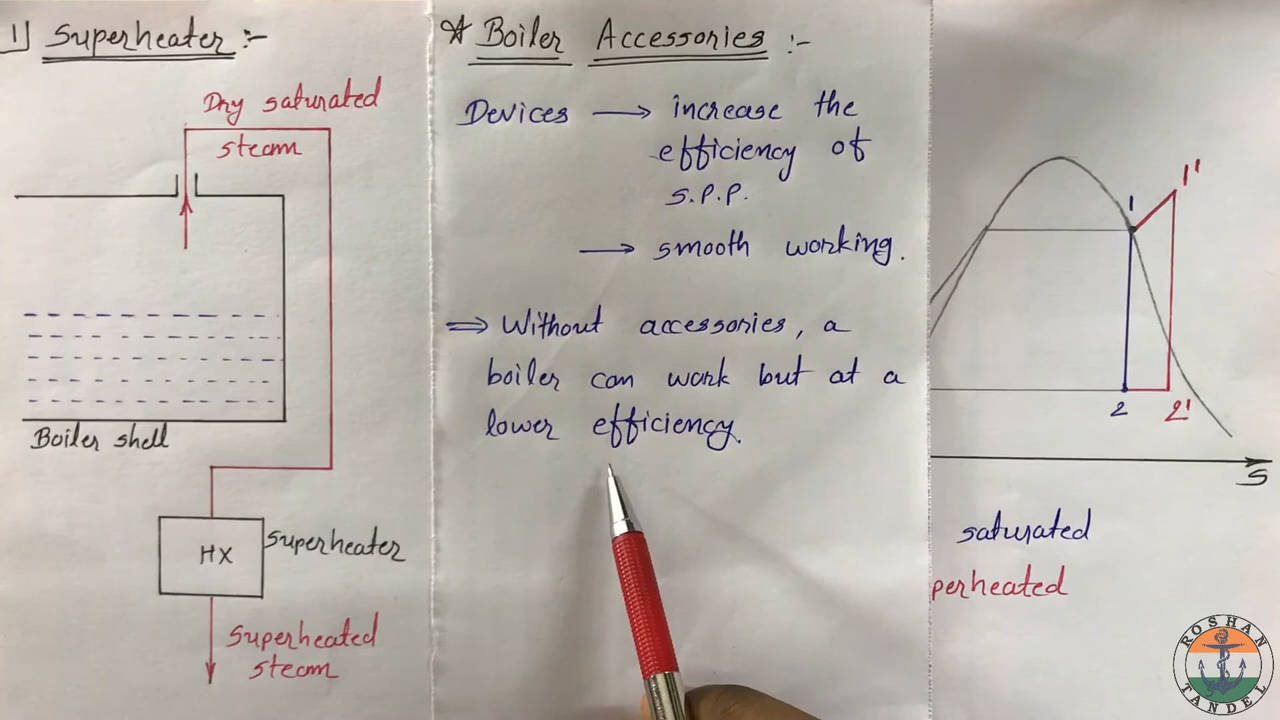 1) Superheater :-
Dry saturated
steam
Boiler shell
HX
Superheater
Superheated
steam
* Boiler Accessories :-
Devices → increase the
efficiency of
S.P.P.
→ smooth working.
⇒ Without accessories, a
boiler can work but at a
lower efficiency.
1
1'
2
2'
S
saturated
perheated
ROSHAN
TANDEL